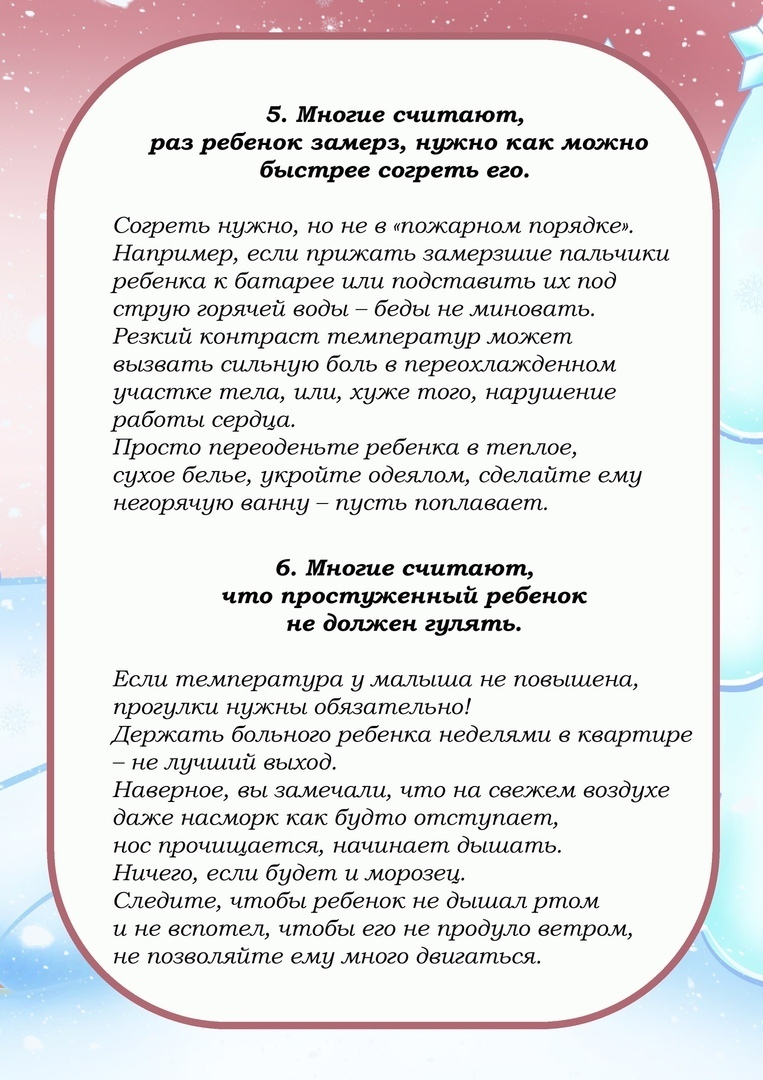 5. Многие считают,
раз ребенок замерз, нужно как можно
быстрее согреть его.
Согреть нужно, но не в «пожарном порядке».
Например, если прижать замерзшие пальчики
ребенка к батарее или подставить их под
струю горячей воды – беды не миновать.
Резкий контраст температур может
вызвать сильную боль в переохлажденном
участке тела, или, хуже того, нарушение
работы сердца.
Просто переоденьте ребенка в теплое,
сухое белье, укройте одеялом, сделайте ему
негорячую ванну – пусть поплавает.
6. Многие считают,
что простуженный ребенок
не должен гулять.
Если температура у малыша не повышена,
прогулки нужны обязательно!
Держать больного ребенка неделями в квартире
– не лучший выход.
Наверное, вы замечали, что на свежем воздухе
даже насморк как будто отступает,
нос прочищается, начинает дышать.
Ничего, если будет и морозец.
Следите, чтобы ребенок не дышал ртом
и не вспотел, чтобы его не продуло ветром,
не позволяйте ему много двигаться.